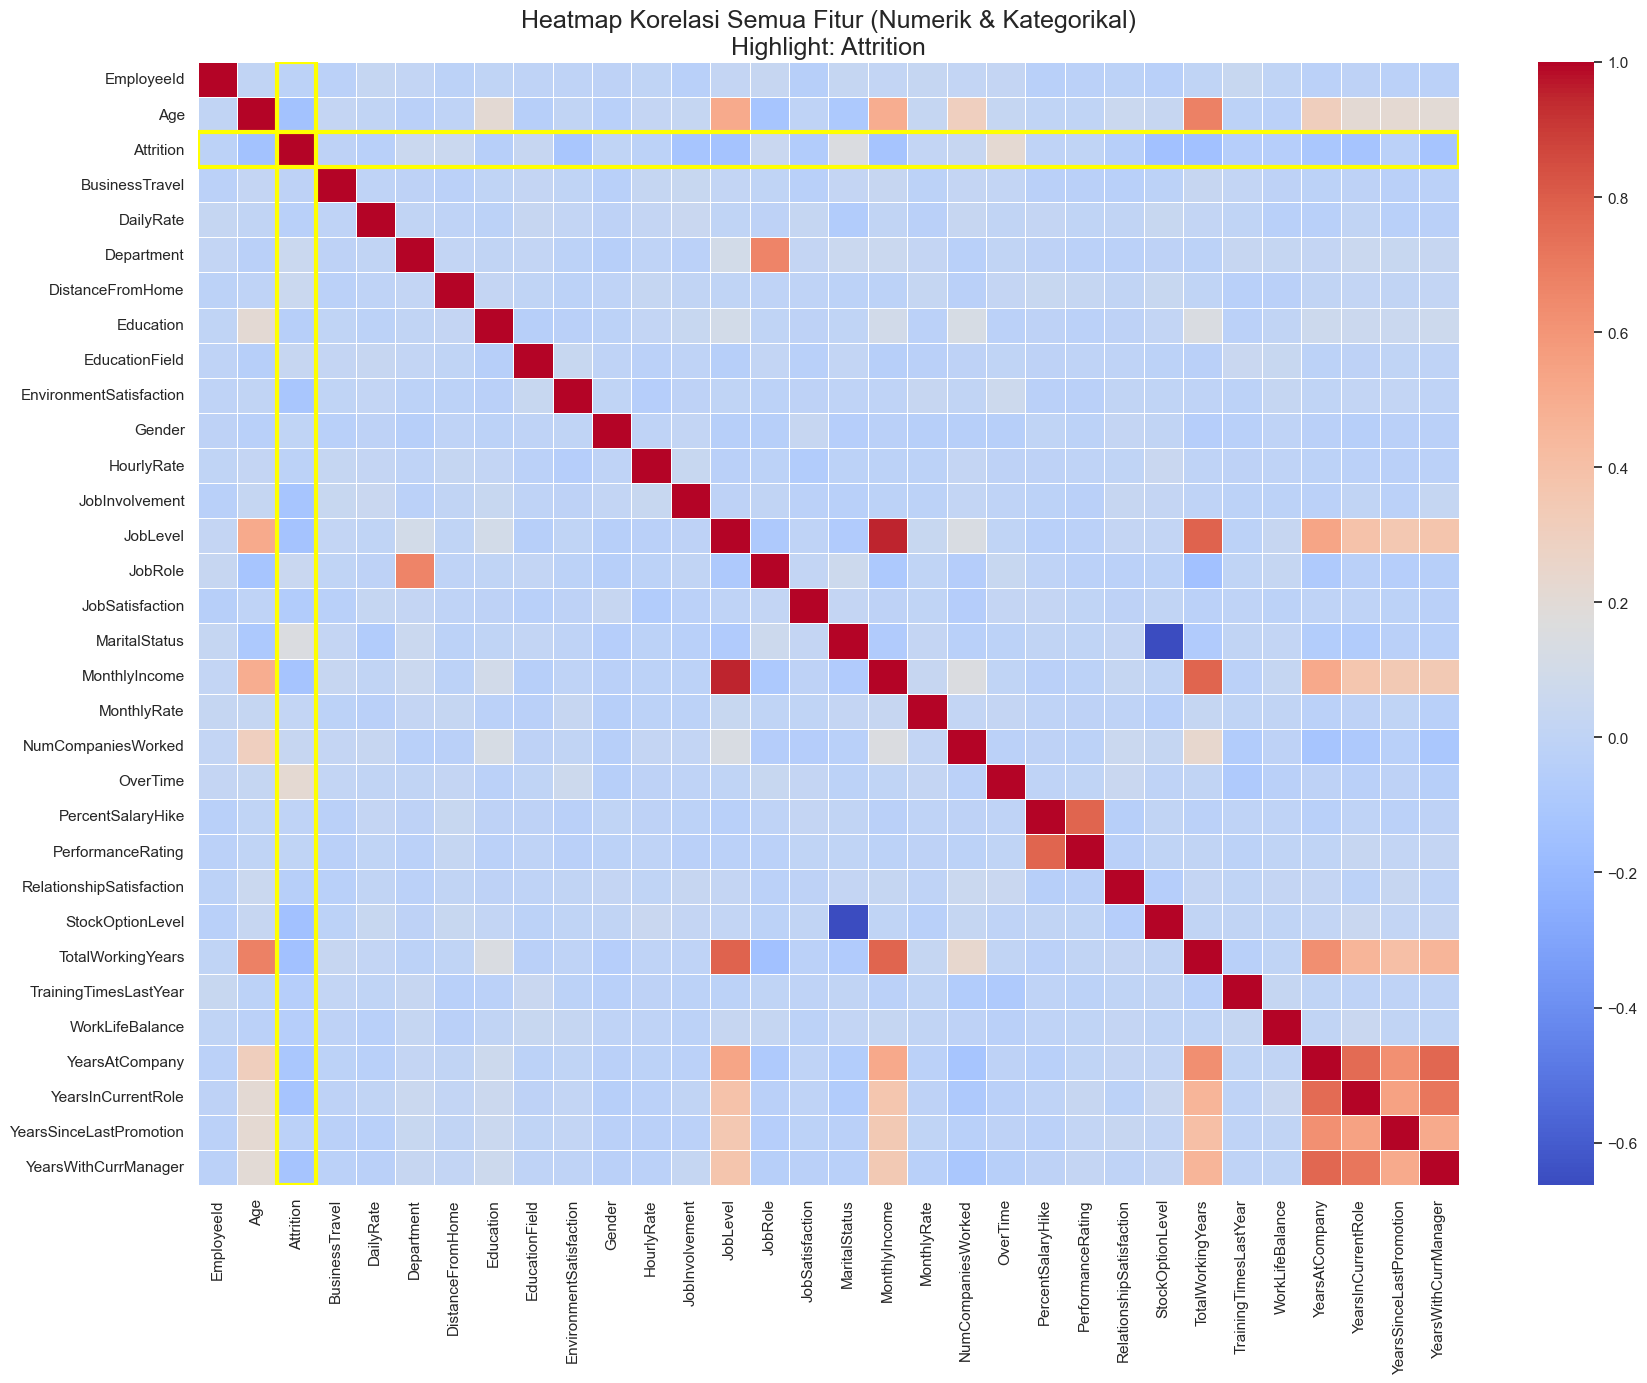 Heatmap Korelasi Semua Fitur (Numerik & Kategorikal)
Highlight: Attrition
EmployeeId
Age
Attrition
BusinessTravel
DailyRate
Department
DistanceFromHome
Education
EducationField
EnvironmentSatisfaction
Gender
HourlyRate
JobInvolvement
JobLevel
JobRole
JobSatisfaction
MaritalStatus
MonthlyIncome
MonthlyRate
NumCompaniesWorked
OverTime
PercentSalaryHike
PerformanceRating
RelationshipSatisfaction
StockOptionLevel
TotalWorkingYears
TrainingTimesLastYear
WorkLifeBalance
YearsAtCompany
YearsInCurrentRole
YearsSinceLastPromotion
YearsWithCurrManager
EmployeeId
Age
Attrition
BusinessTravel
DailyRate
Department
DistanceFromHome
Education
EducationField
EnvironmentSatisfaction
Gender
HourlyRate
JobInvolvement
JobLevel
JobRole
JobSatisfaction
MaritalStatus
MonthlyIncome
MonthlyRate
NumCompaniesWorked
OverTime
PercentSalaryHike
PerformanceRating
RelationshipSatisfaction
StockOptionLevel
TotalWorkingYears
TrainingTimesLastYear
WorkLifeBalance
YearsAtCompany
YearsInCurrentRole
YearsSinceLastPromotion
YearsWithCurrManager
1.0
0.8
0.6
0.4
0.2
0.0
−0.2
−0.4
−0.6